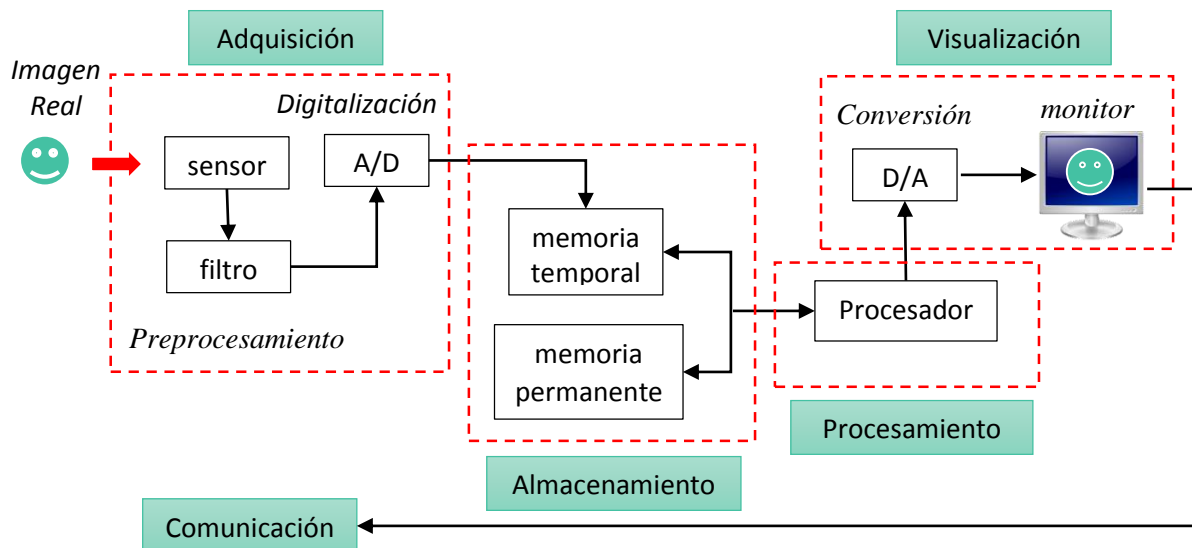 Adquisición
Visualización
Imagen
Real
Digitalización
Conversión
monitor
sensor
A/D
D/A
filtro
memoria
temporal
Procesador
Preprocesamiento
memoria
permanente
Procesamiento
Almacenamiento
Comunicación